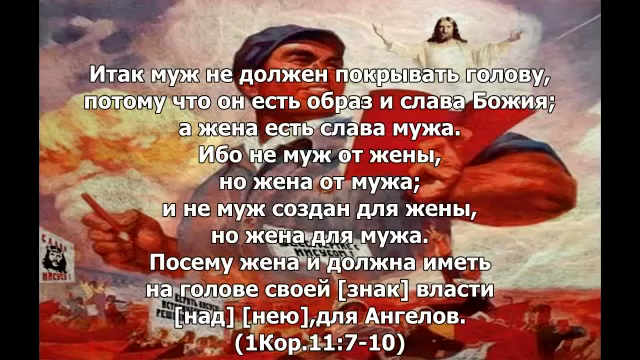 Итак муж не должен покрывать голову,
потому что он есть образ и слава Божия;
а жена есть слава мужа.
Ибо не муж от жены,
но жена от мужа;
и не муж создан для жены,
но жена для мужа.
Посему жена и должна иметь
на голове своей [знак] власти
[над] [нею],для Ангелов.
(1Кор.11:7-10)